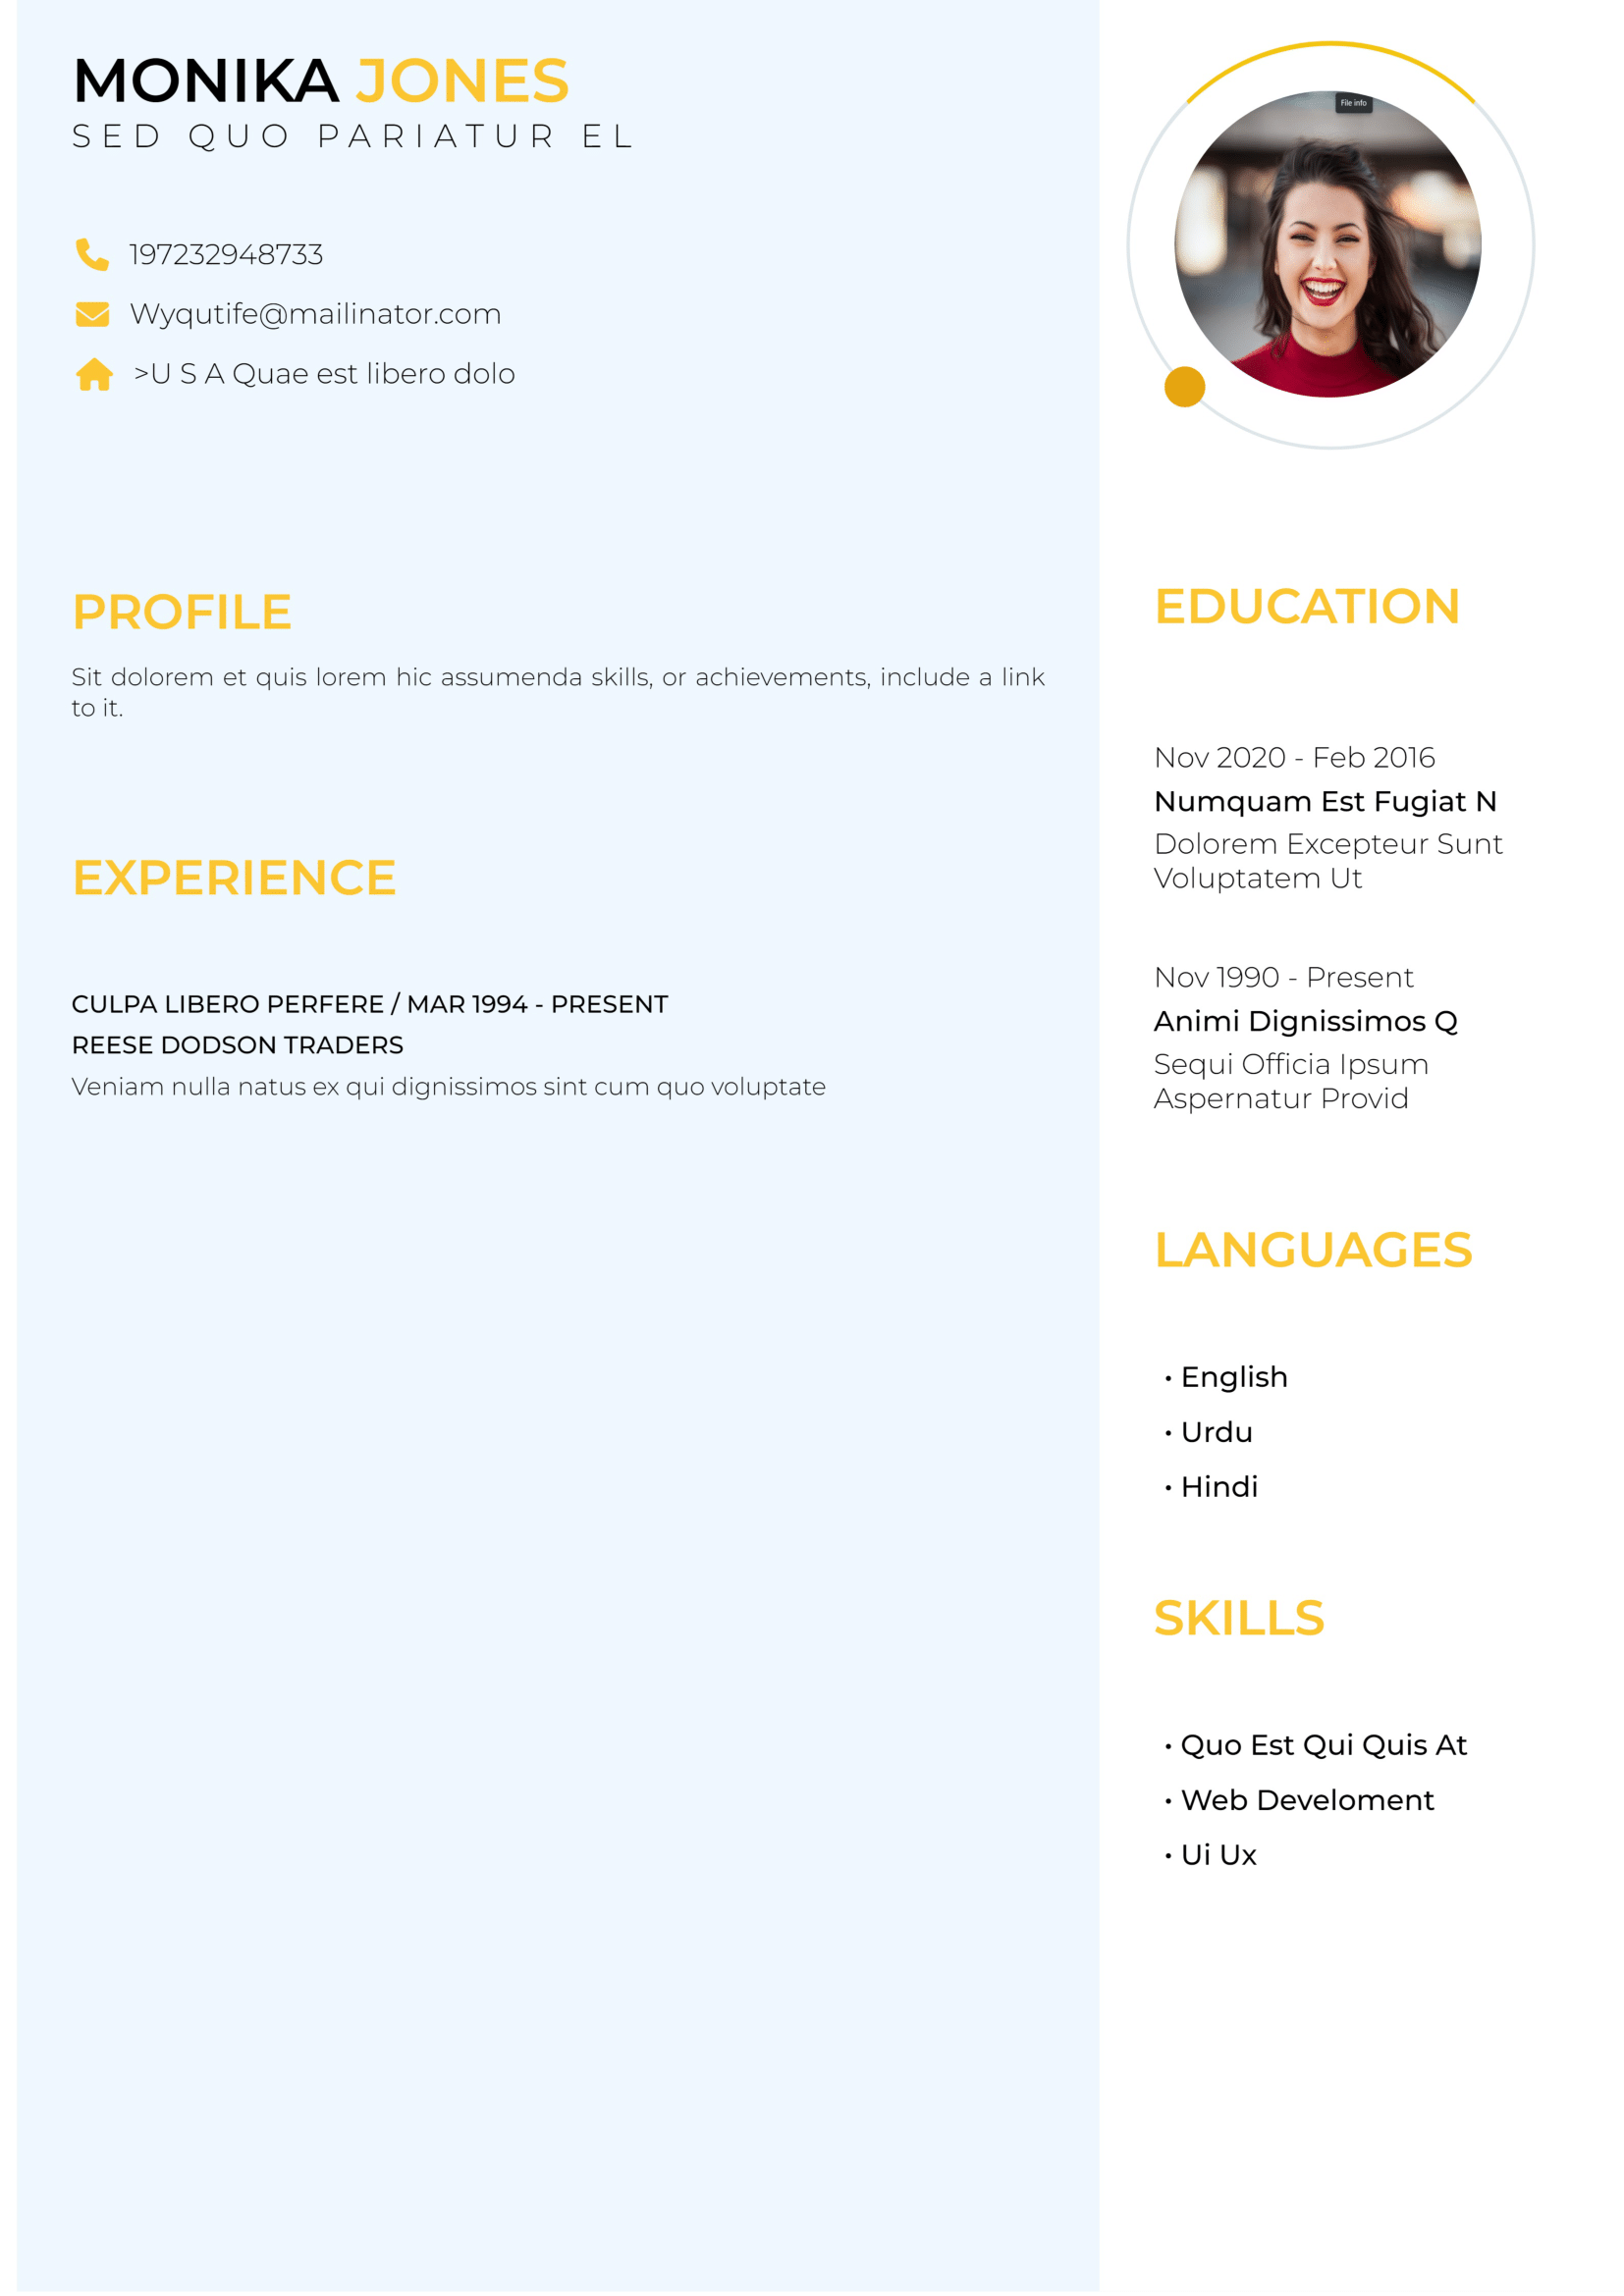 MONIKA JONES
SED QUO PARIATUR EL
197232948733
Wyqutife@mailinator.com
>U S A Quae est libero dolo
File info
PROFILE
Sit dolorem et quis lorem hic assumenda skills, or achievements, include a link
to it.
EXPERIENCE
CULPA LIBERO PERFERE / MAR 1994 - PRESENT
REESE DODSON TRADERS
Veniam nulla natus ex qui dignissimos sint cum quo voluptate
EDUCATION
Nov 2020 - Feb 2016
Numquam Est Fugiat N
Dolorem Excepteur Sunt
Voluptatem Ut
Nov 1990 - Present
Animi Dignissimos Q
Sequi Officia Ipsum
Aspernatur Provid
LANGUAGES
• English
• Urdu
• Hindi
SKILLS
• Quo Est Qui Quis At
• Web Develoment
• Ui Ux